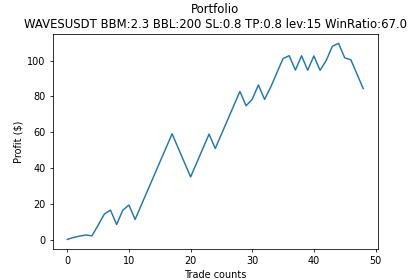 Portfolio
WAVESUSDT BBM:2.3 BBL:200 SL:0.8 TP:0.8 lev:15 WinRatio:67.0
100
80
60
40
20
0
Profit ($)
0 10 20 30 40 50
Trade counts